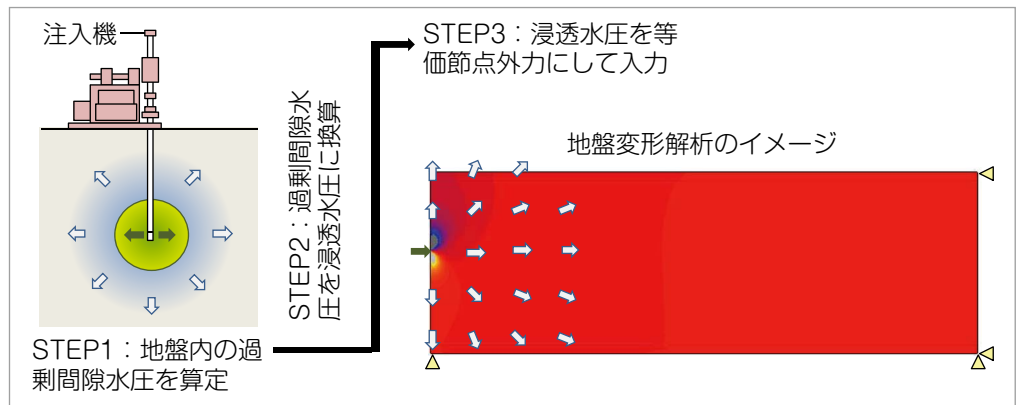 注入機
STEP1：地盤内の過
剰間隙水圧を算定
STEP2：過剰間隙水
圧を浸透水圧に換算
STEP3：浸透水圧を等
価節点外力にして入力
地盤変形解析のイメージ